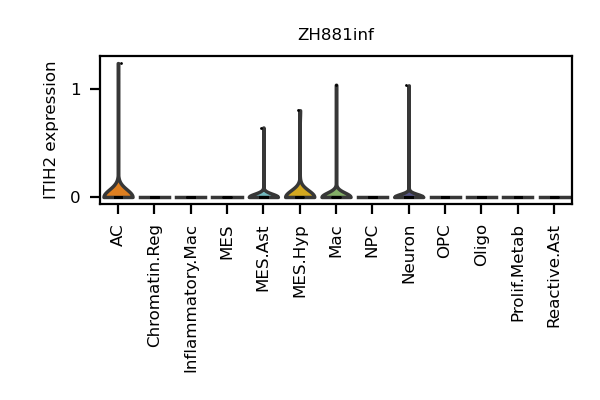 ZH881inf
ITIH2 expression
1
0
AC
Chromatin.Reg
Inflammatory.Mac
MES
MES.Ast
MES.Hyp
Mac
NPC
Neuron
OPC
Oligo
Prolif.Metab
Reactive.Ast